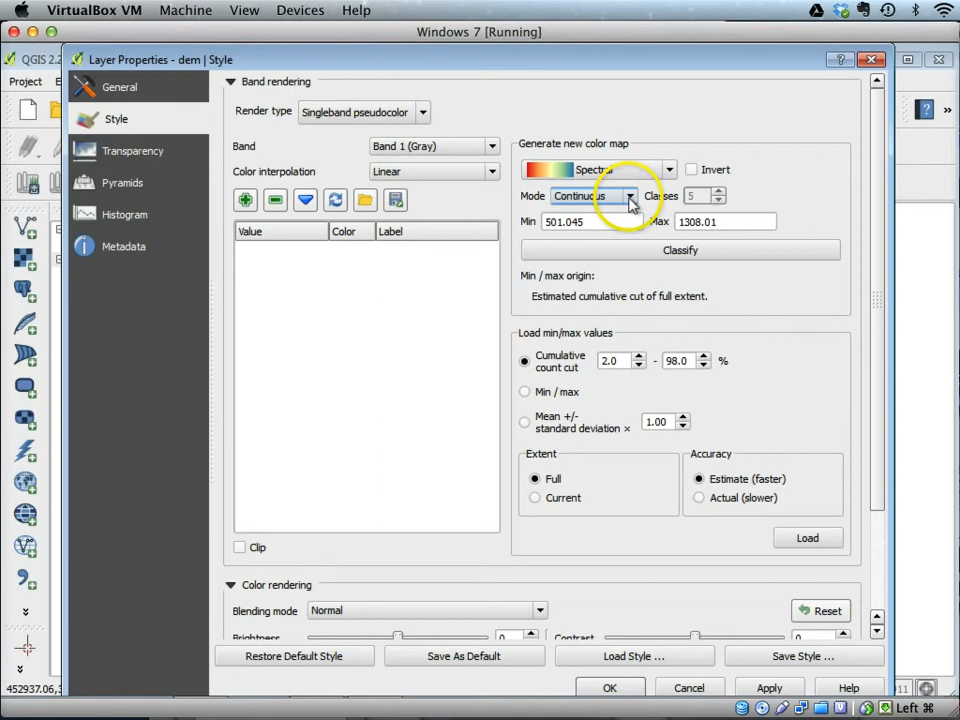 VirtualBox VM Machine View Devices Help
Windows 7 [Running]
QGIS 2.2
Layer Properties - dem | Style
Project
General
Style
Transparency
Pyramids
Histogram
Metadata
Band rendering
Render type Singleband pseudocolor
Band Band 1 (Gray)
Color interpolation Linear
Value Color Label
Clip
Generate new color map
Spectral Invert
Mode Continuous Classes 5
Min 501.045 Max 1308.01
Classify
Min / max origin:
Estimated cumulative cut of full extent.
Load min/max values
Cumulative
count cut 2.0 - 98.0 %
Min / max
Mean +/-
standard deviation × 1.00
Extent
Full
Current
Accuracy
Estimate (faster)
Actual (slower)
Load
Color rendering
Blending mode Normal Reset
Brightness 0 Contrast 0
Restore Default Style Save As Default Load Style ... Save Style ...
OK Cancel Apply Help
452937.06,3
Left ⌘